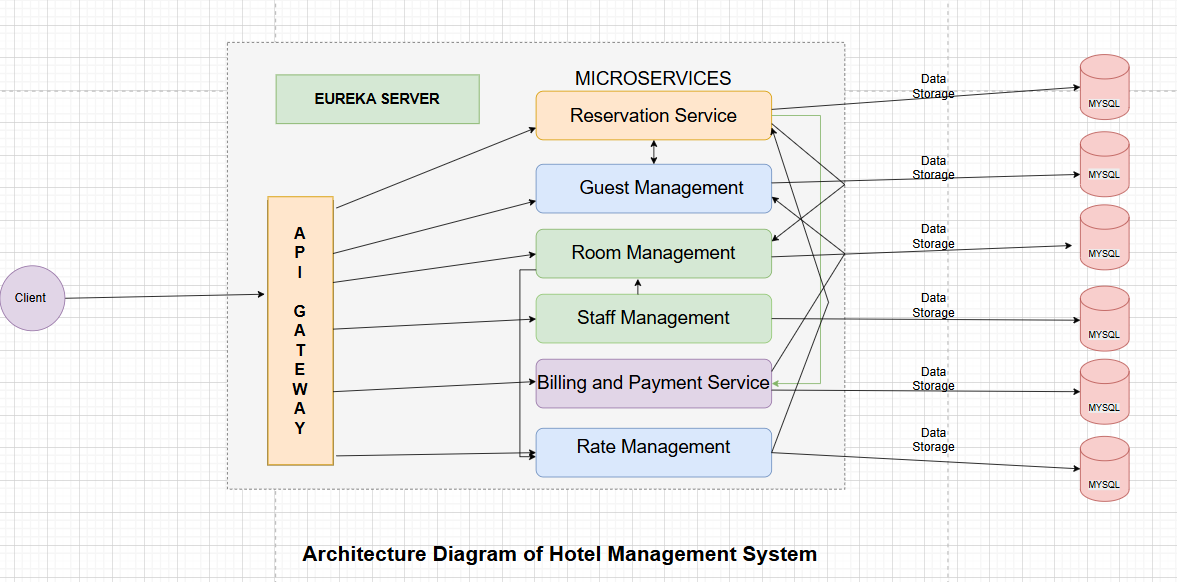 MICROSERVICES
EUREKA SERVER
Reservation Service
Guest Management
Room Management
Staff Management
Billing and Payment Service
Rate Management
A
P
I
G
A
T
E
W
A
Y
Client
Data
Storage
MYSQL
Data
Storage
MYSQL
Data
Storage
MYSQL
Data
Storage
MYSQL
Data
Storage
MYSQL
Data
Storage
MYSQL
Architecture Diagram of Hotel Management System